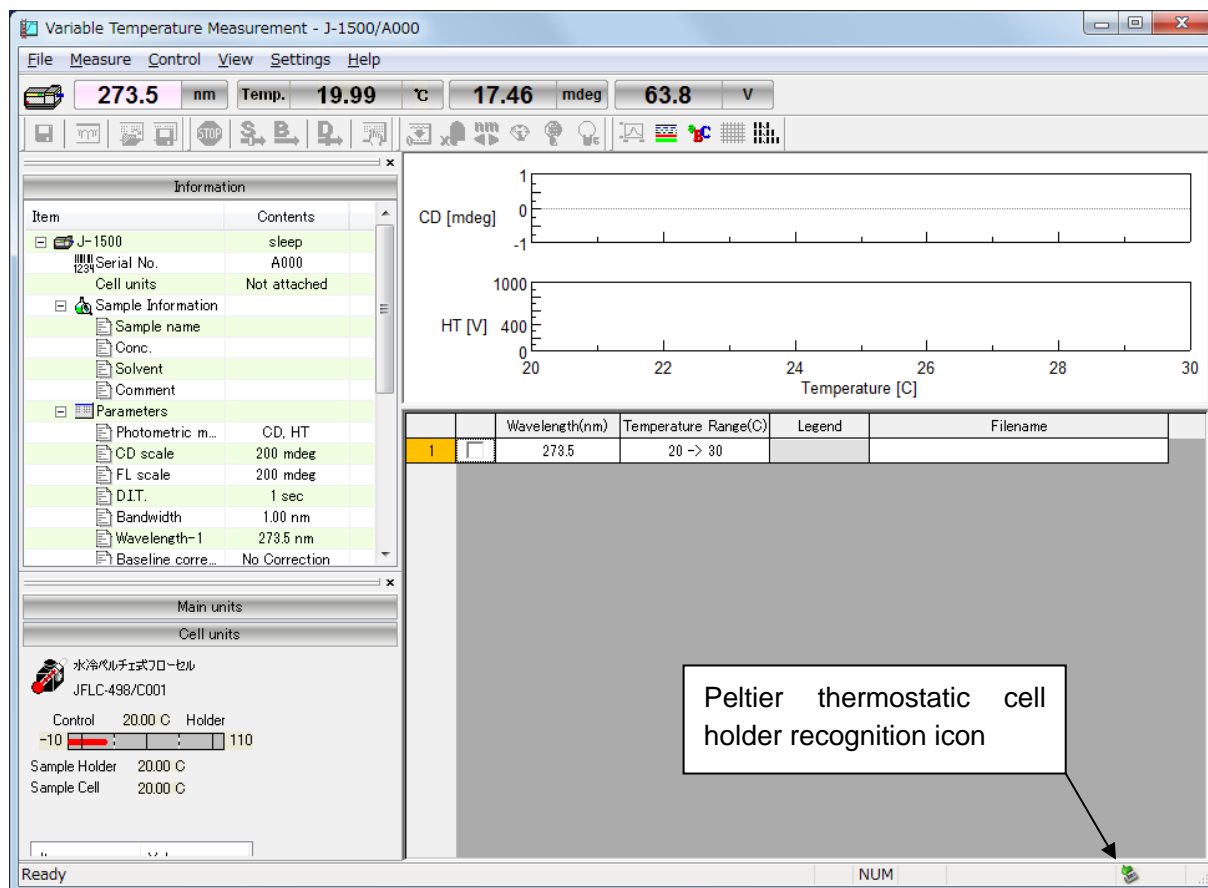 Variable Temperature Measurement - J-1500/A000
File Measure Control View Settings Help
273.5 nm Temp. 19.99 ℃ 17.46 mdeg 63.8 V
STOP S B D nm BC
Information
Item Contents
J-1500 sleep
1234 Serial No. A000
Cell units Not attached
Sample Information
Sample name
Conc.
Solvent
Comment
Parameters
Photometric m... CD, HT
CD scale 200 mdeg
FL scale 200 mdeg
D.I.T. 1 sec
Bandwidth 1.00 nm
Wavelength-1 273.5 nm
Baseline corre... No Correction
Main units
Cell units
水冷ペルチェ式フローセル
JFLC-498/C001
Control 20.00 C Holder
-10 110
Sample Holder 20.00 C
Sample Cell 20.00 C
CD [mdeg]
1
0
-1
HT [V]
1000
400
0
20 22 24 26 28 30
Temperature [C]
Wavelength(nm) Temperature Range(C) Legend Filename
1 273.5 20 -> 30
Peltier thermostatic cell
holder recognition icon
Ready NUM